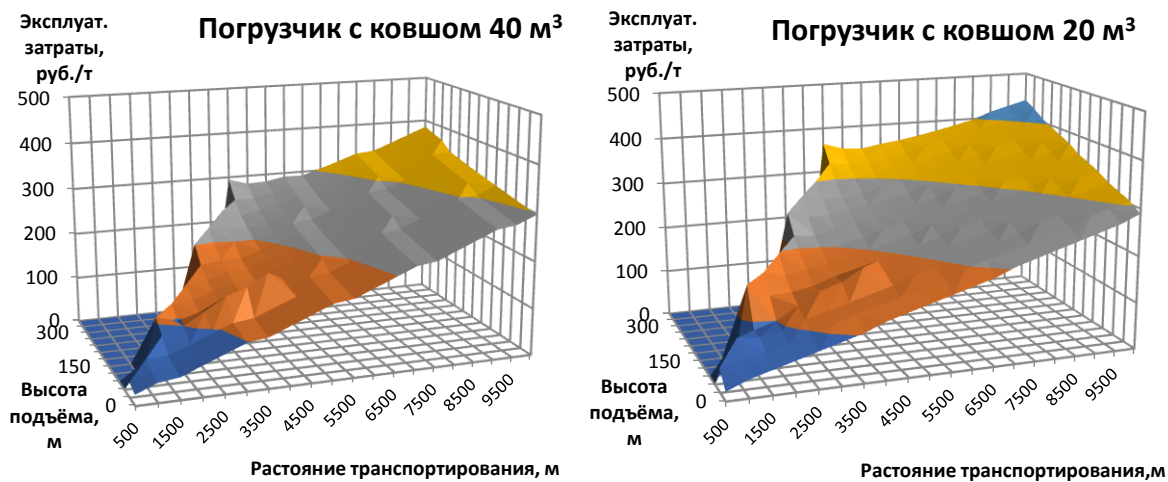 Эксплуат.
затраты,
руб./т
Погрузчик с ковшом 40 м³
500
400
300
200
100
0
300
150
0
Высота
подъёма,
м
500
1500
2500
3500
4500
5500
6500
7500
8500
9500
Растояние транспортирования, м
Эксплуат.
затраты,
руб./т
Погрузчик с ковшом 20 м³
500
400
300
200
100
0
300
150
0
Высота
подъёма,
м
500
1500
2500
3500
4500
5500
6500
7500
8500
9500
Растояние транспортирования,м